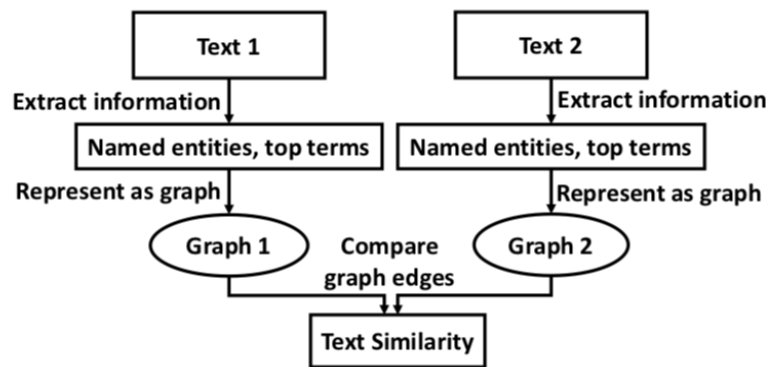 Text 1
Text 2
Extract information
Extract information
Named entities, top terms
Named entities, top terms
Represent as graph
Represent as graph
Graph 1
Compare
graph edges
Graph 2
Text Similarity